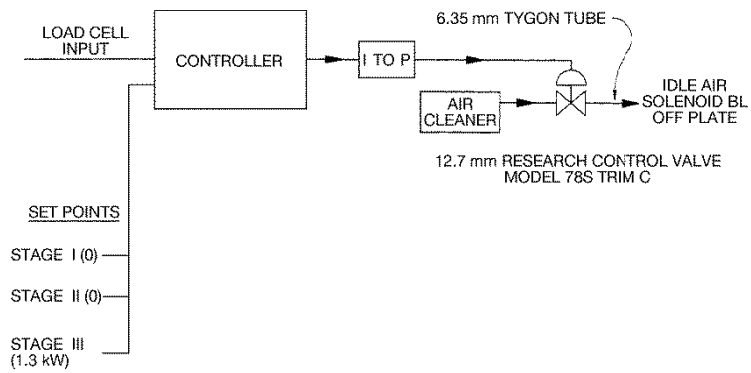 6.35 mm TYGON TUBE
LOAD CELL
INPUT
CONTROLLER
I TO P
AIR
CLEANER
IDLE AIR
SOLENOID BL
OFF PLATE
12.7 mm RESEARCH CONTROL VALVE
MODEL 78S TRIM C
SET POINTS
STAGE I (0)
STAGE II (0)
STAGE III
(1.3 kW)